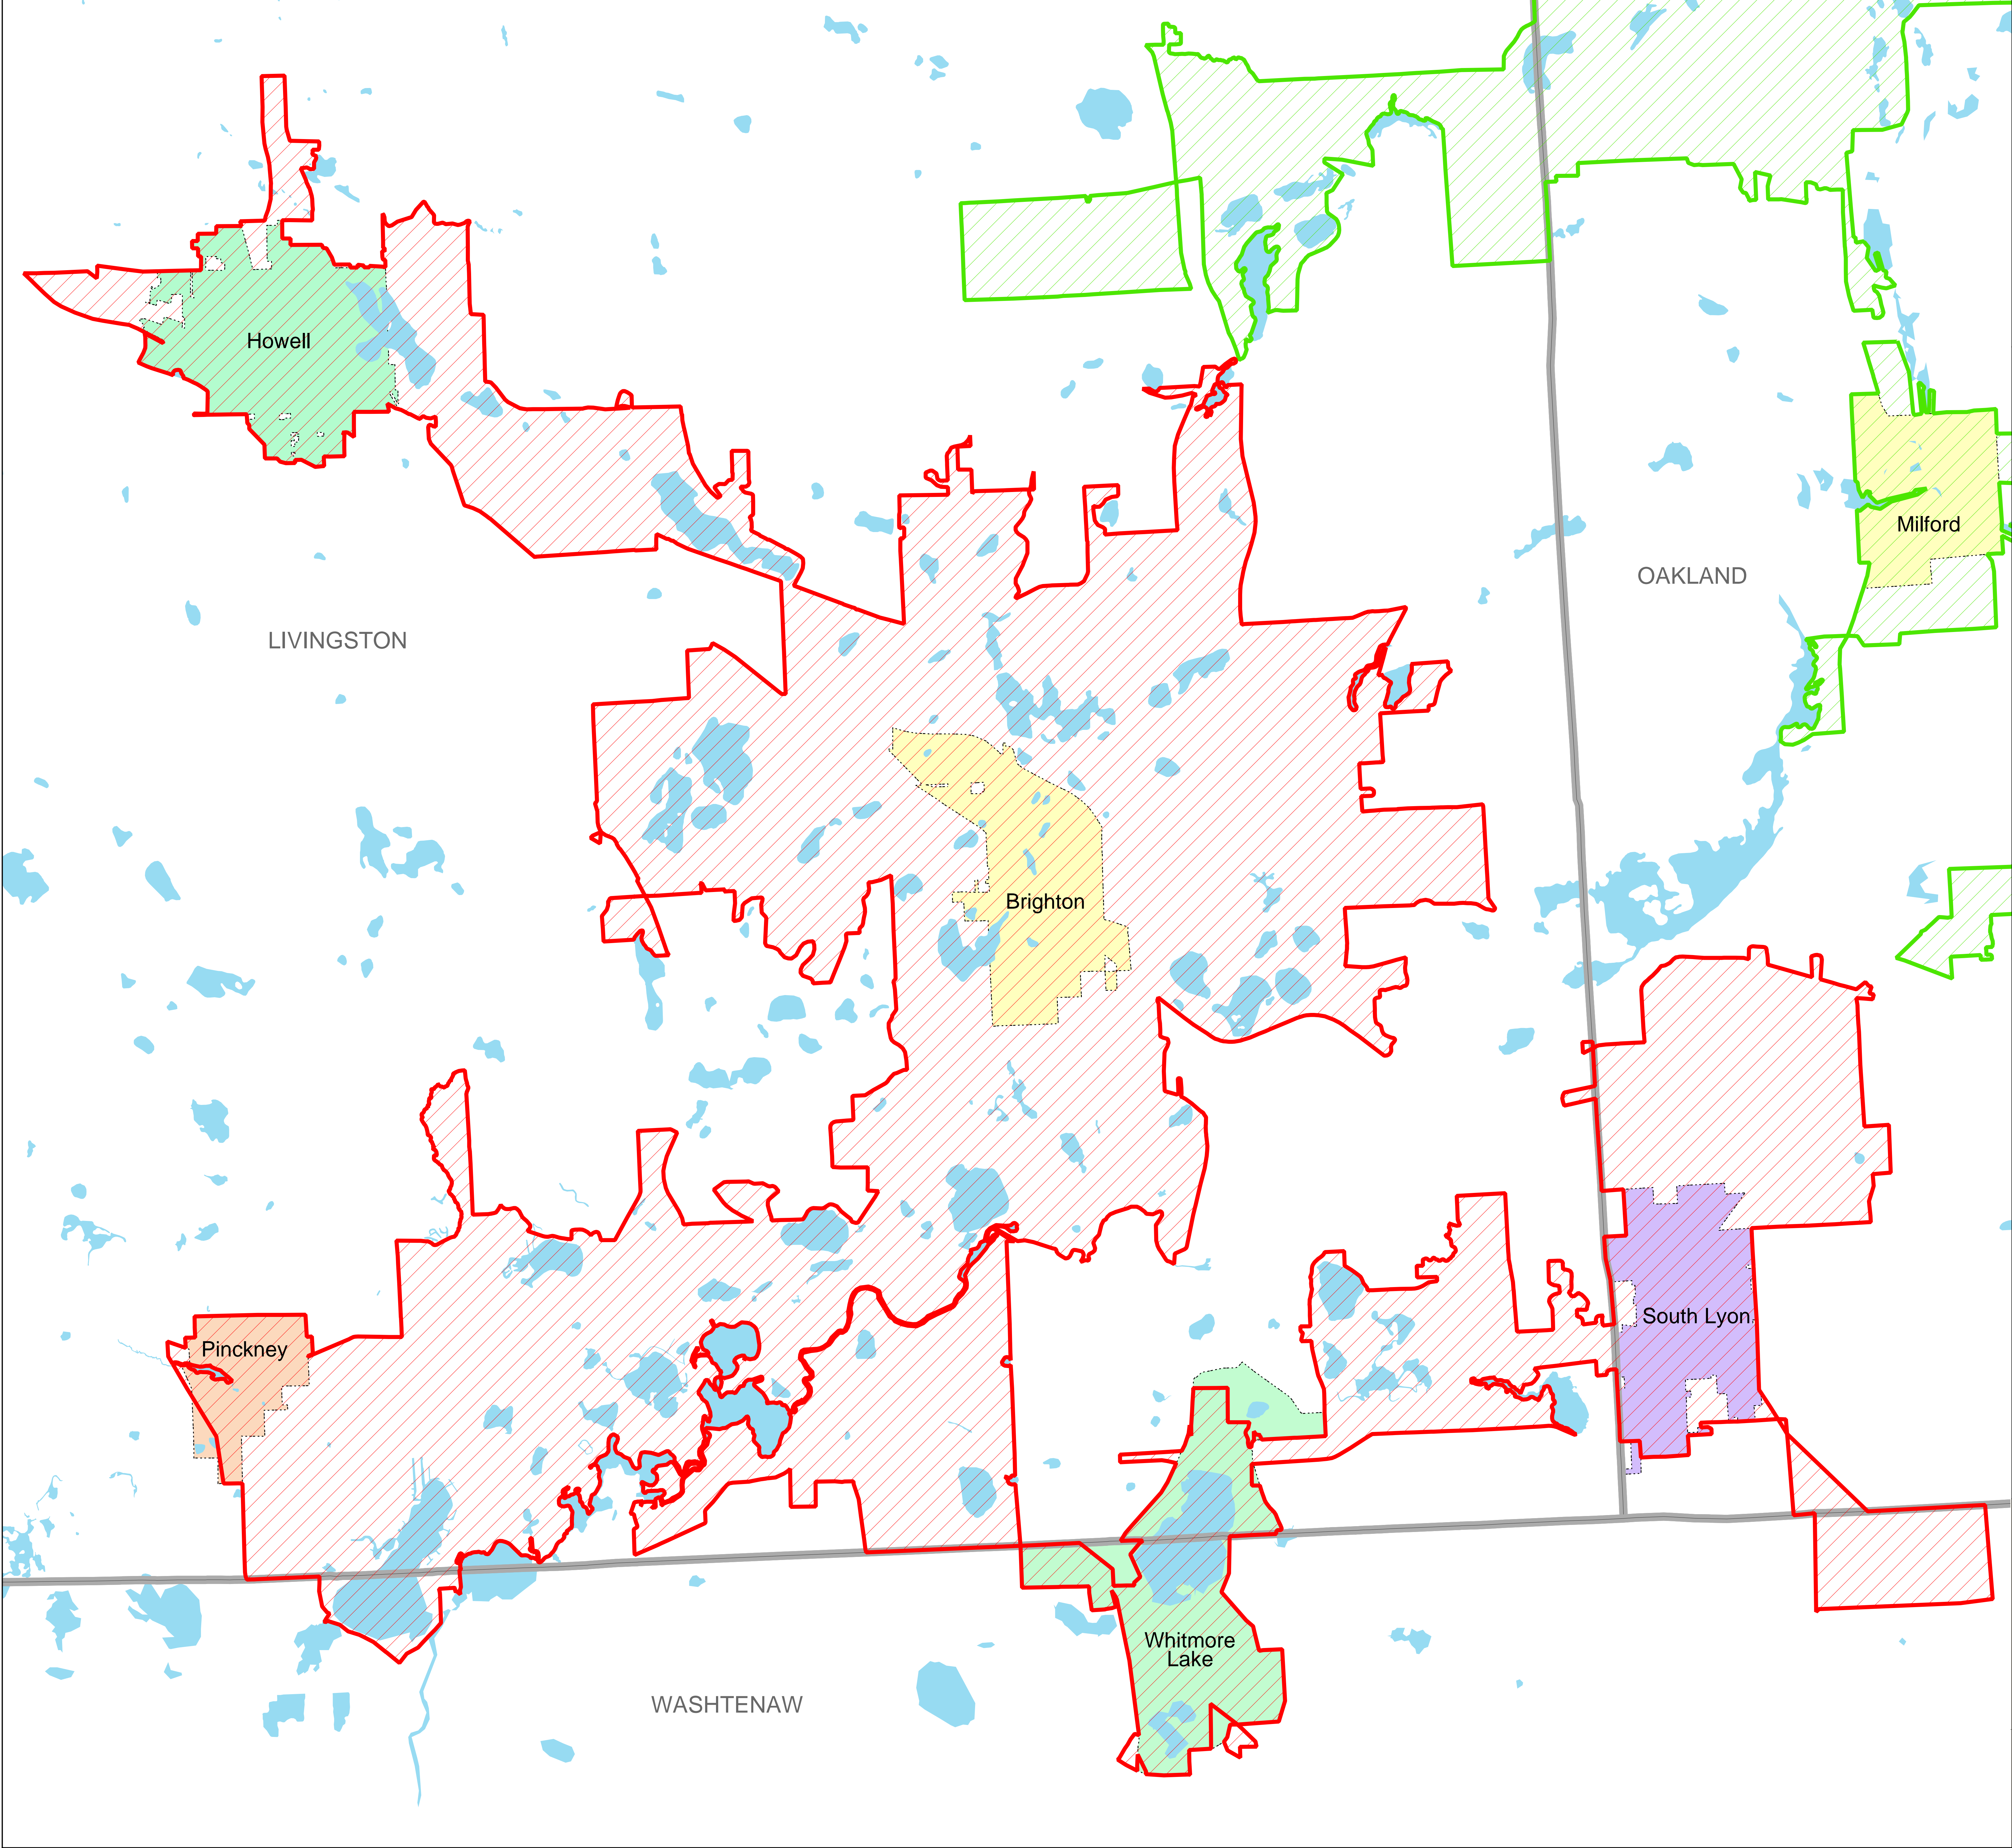 Howell
Milford
OAKLAND
LIVINGSTON
Brighton
South Lyon
Pinckney
Whitmore
Lake
WASHTENAW